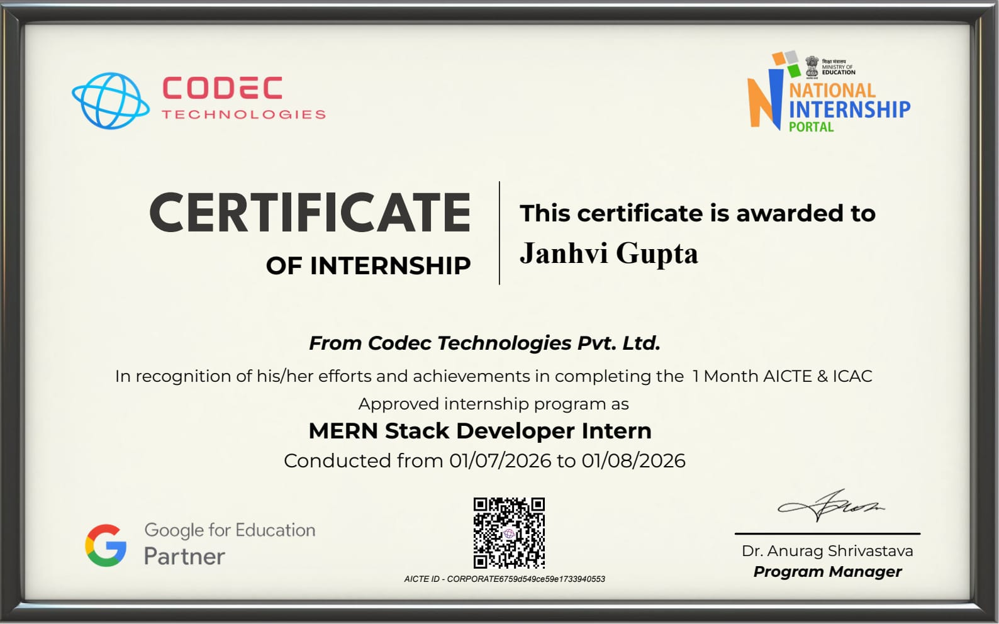 CODEC
TECHNOLOGIES
शिक्षा मंत्रालय
MINISTRY OF
EDUCATION
NATIONAL
INTERNSHIP
PORTAL
CERTIFICATE
OF INTERNSHIP
This certificate is awarded to
Janhvi Gupta
From Codec Technologies Pvt. Ltd.
In recognition of his/her efforts and achievements in completing the 1 Month AICTE & ICAC
Approved internship program as
MERN Stack Developer Intern
Conducted from 01/07/2026 to 01/08/2026
Google for Education
Partner
AICTE ID - CORPORATE6759d549ce59e1733940553
Dr. Anurag Shrivastava
Program Manager